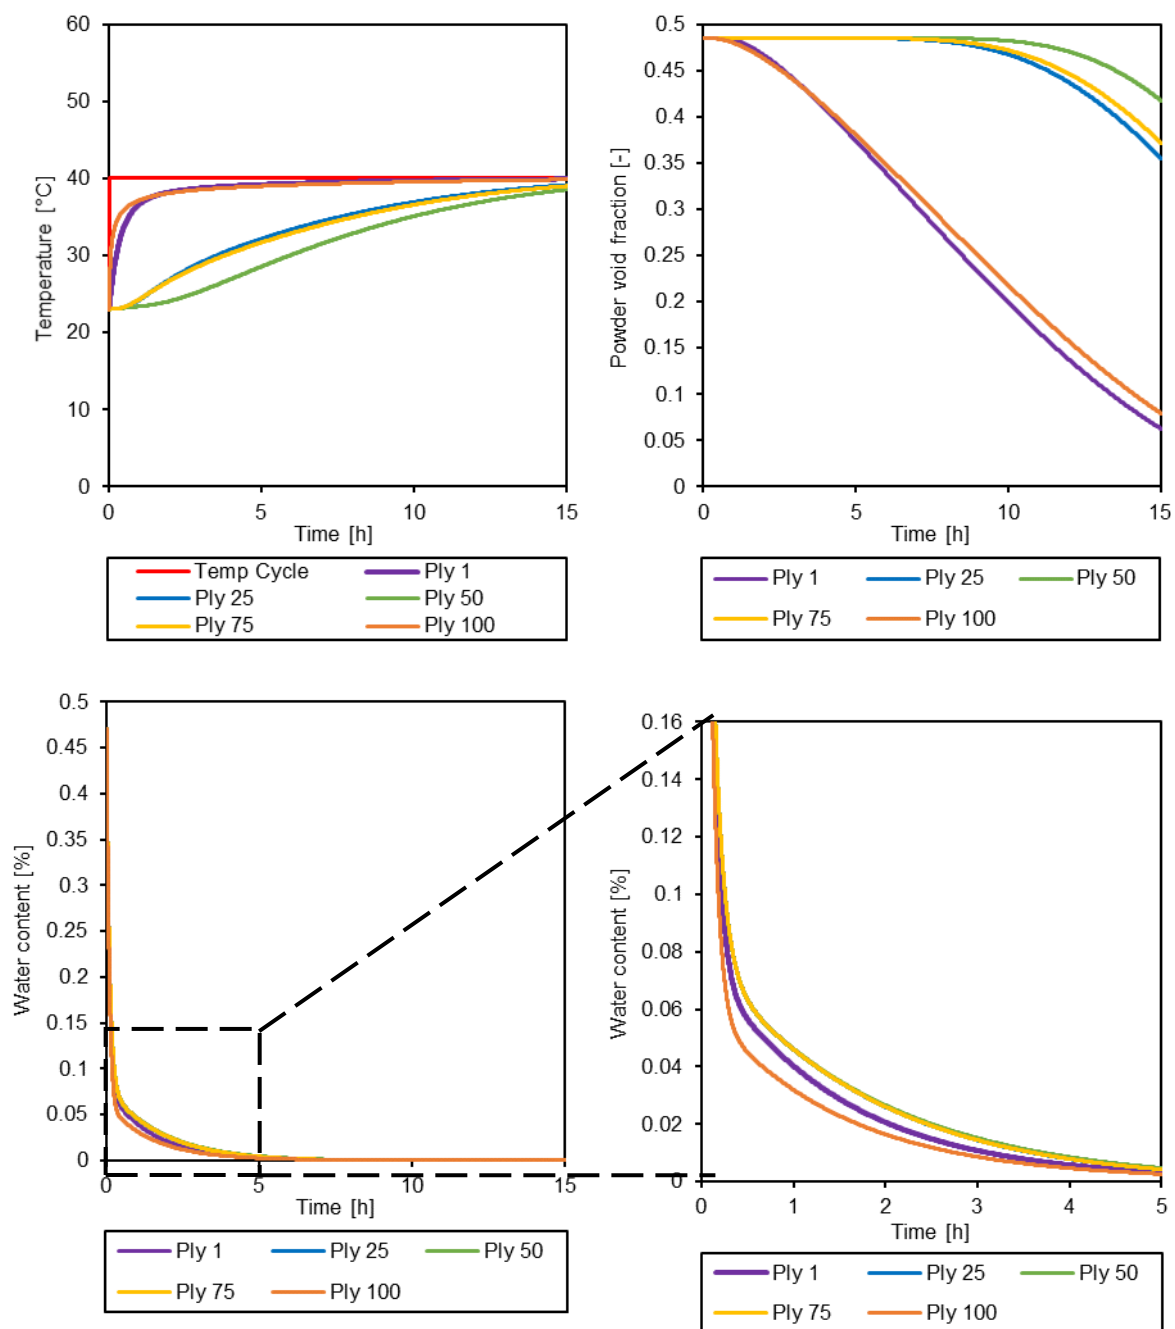 60
50
40
30
20
10
0
Temperature [°C]
0 5 10 15
Time [h]
Temp Cycle Ply 1
Ply 25 Ply 50
Ply 75 Ply 100
0.5
0.45
0.4
0.35
0.3
0.25
0.2
0.15
0.1
0.05
0
Powder void fraction [-]
0 5 10 15
Time [h]
Ply 1 Ply 25 Ply 50
Ply 75 Ply 100
0.5
0.45
0.4
0.35
0.3
0.25
0.2
0.15
0.1
0.05
0
Water content [%]
0 5 10 15
Time [h]
Ply 1 Ply 25 Ply 50
Ply 75 Ply 100
0.16
0.14
0.12
0.1
0.08
0.06
0.04
0.02
0
Water content [%]
0 1 2 3 4 5
Time [h]
Ply 1 Ply 25 Ply 50
Ply 75 Ply 100